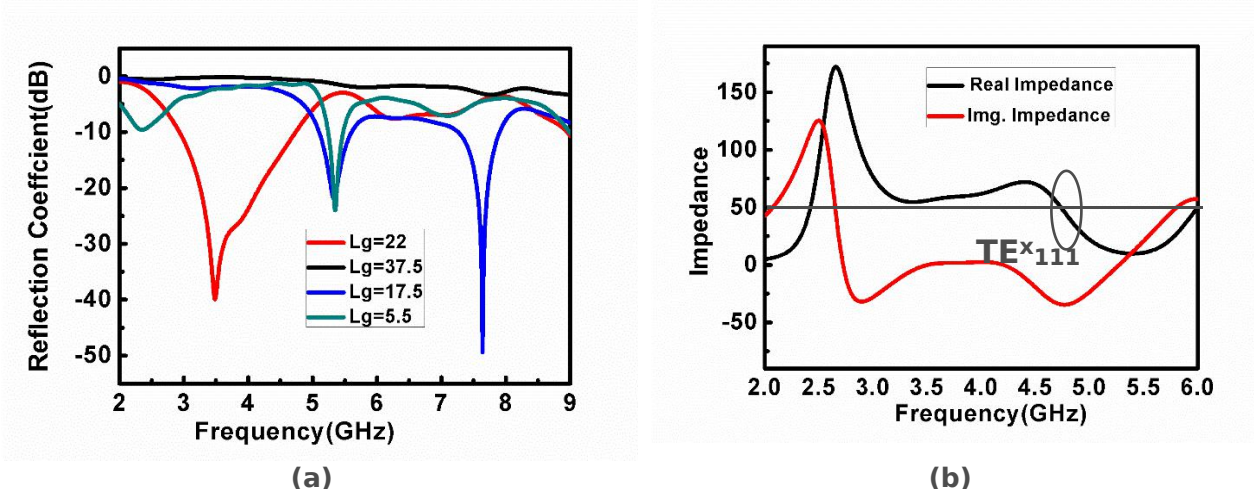 Reflection Coeffcient(dB)
0
-10
-20
-30
-40
-50
Lg=22
Lg=37.5
Lg=17.5
Lg=5.5
2 3 4 5 6 7 8 9
Frequency(GHz)
(a)
Impedance
150
100
50
0
-50
Real Impedance
Img. Impedance
TEx111
2.0 2.5 3.0 3.5 4.0 4.5 5.0 5.5 6.0
Frequency(GHz)
(b)